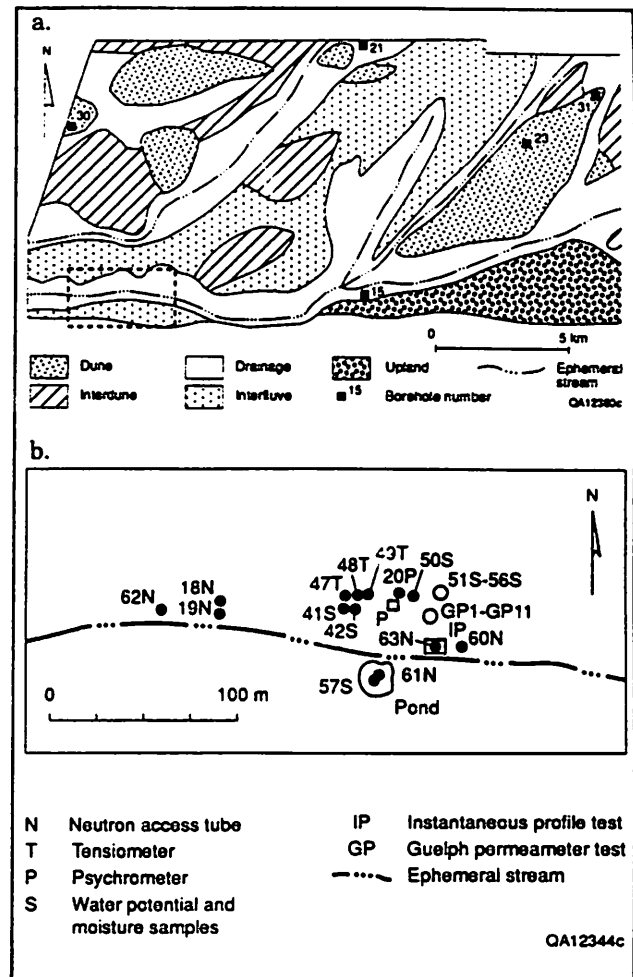 a.
N
21
30
31
23
15
0 5 km
Dune
Drainage
Upland
Ephemeral stream
Interdune
Interfluve
15 Borehole number
QA12380c
b.
N
49T
48T
20P
50S
47T
51S-56S
18N
62N
19N
41S
P
GP1-GP11
42S
63N
IP
60N
0 100 m
57S
61N
Pond
N Neutron access tube
T Tensiometer
P Psychrometer
S Water potential and
moisture samples
IP Instantaneous profile test
GP Guelph permeameter test
Ephemeral stream
QA12344c